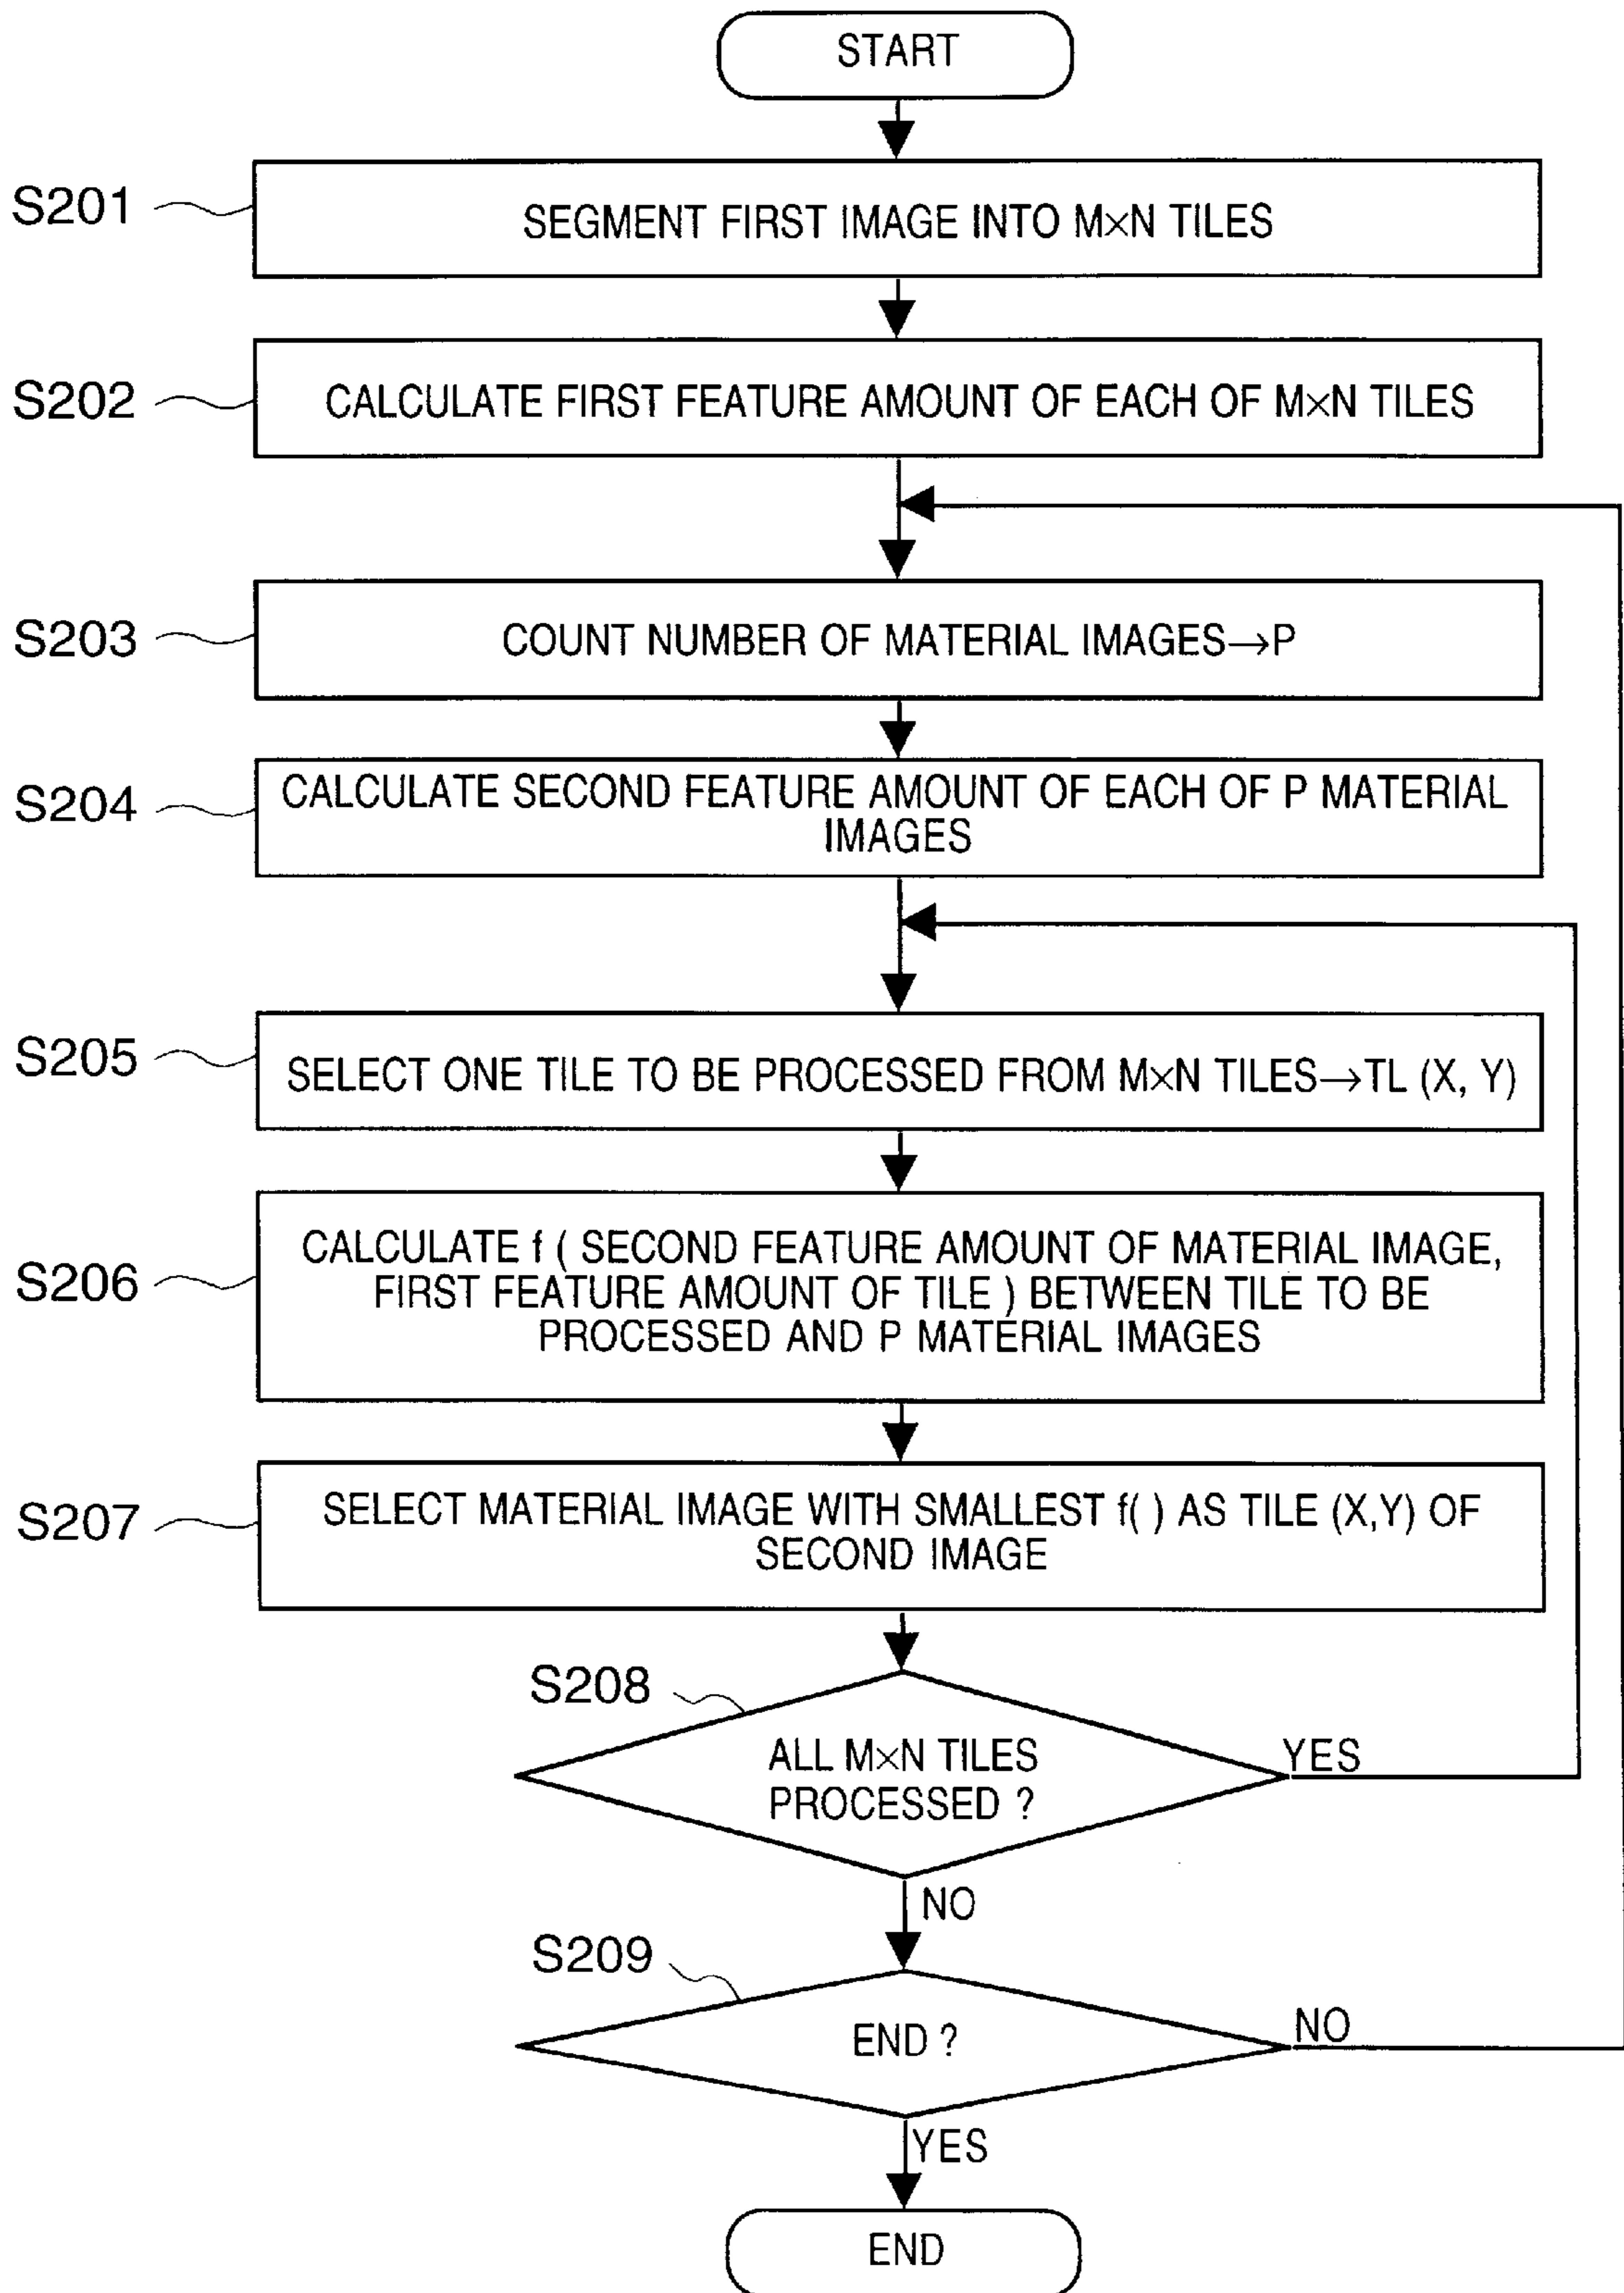 START
S201
SEGMENT FIRST IMAGE INTO M×N TILES
S202
CALCULATE FIRST FEATURE AMOUNT OF EACH OF M×N TILES
S203
COUNT NUMBER OF MATERIAL IMAGES→P
S204
CALCULATE SECOND FEATURE AMOUNT OF EACH OF P MATERIAL
IMAGES
S205
SELECT ONE TILE TO BE PROCESSED FROM M×N TILES→TL (X, Y)
S206
CALCULATE f ( SECOND FEATURE AMOUNT OF MATERIAL IMAGE,
FIRST FEATURE AMOUNT OF TILE ) BETWEEN TILE TO BE
PROCESSED AND P MATERIAL IMAGES
S207
SELECT MATERIAL IMAGE WITH SMALLEST f( ) AS TILE (X,Y) OF
SECOND IMAGE
S208
ALL M×N TILES
PROCESSED ?
YES
NO
S209
END ?
NO
YES
END